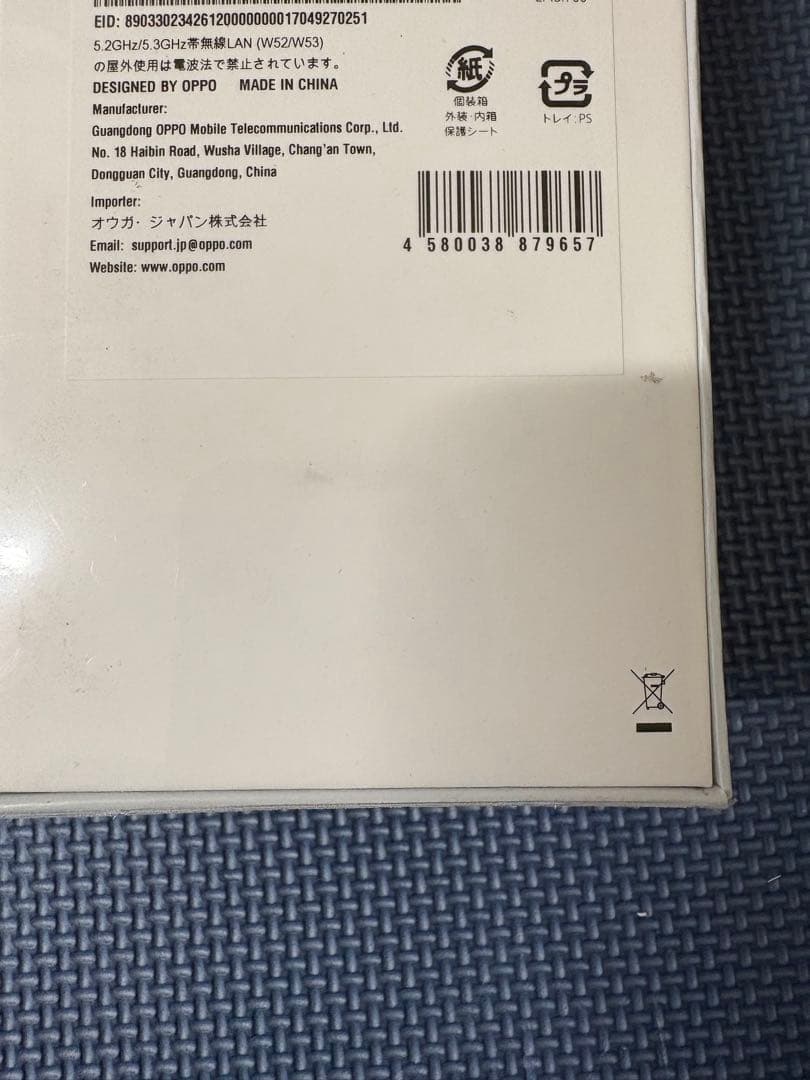 EID: 89033023426120000000017049270251
5.2GHz/5.3GHz帯無線LAN (W52/W53)
の屋外使用は電波法で禁止されています。
DESIGNED BY OPPO MADE IN CHINA
Manufacturer:
Guangdong OPPO Mobile Telecommunications Corp., Ltd.
No. 18 Haibin Road, Wusha Village, Chang'an Town,
Dongguan City, Guangdong, China
Importer:
オウガ・ジャパン株式会社
Email: support.jp@oppo.com
Website: www.oppo.com
紙
個装箱
外装・内箱
保護シート
プラ
トレイ:PS
4 580038 879657